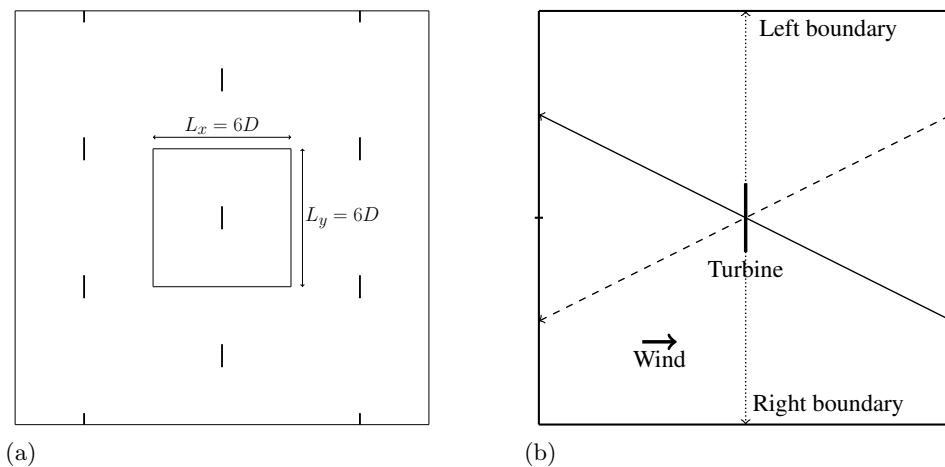 L_x = 6D
L_y = 6D
(a)
Left boundary
Turbine
Wind
Right boundary
(b)